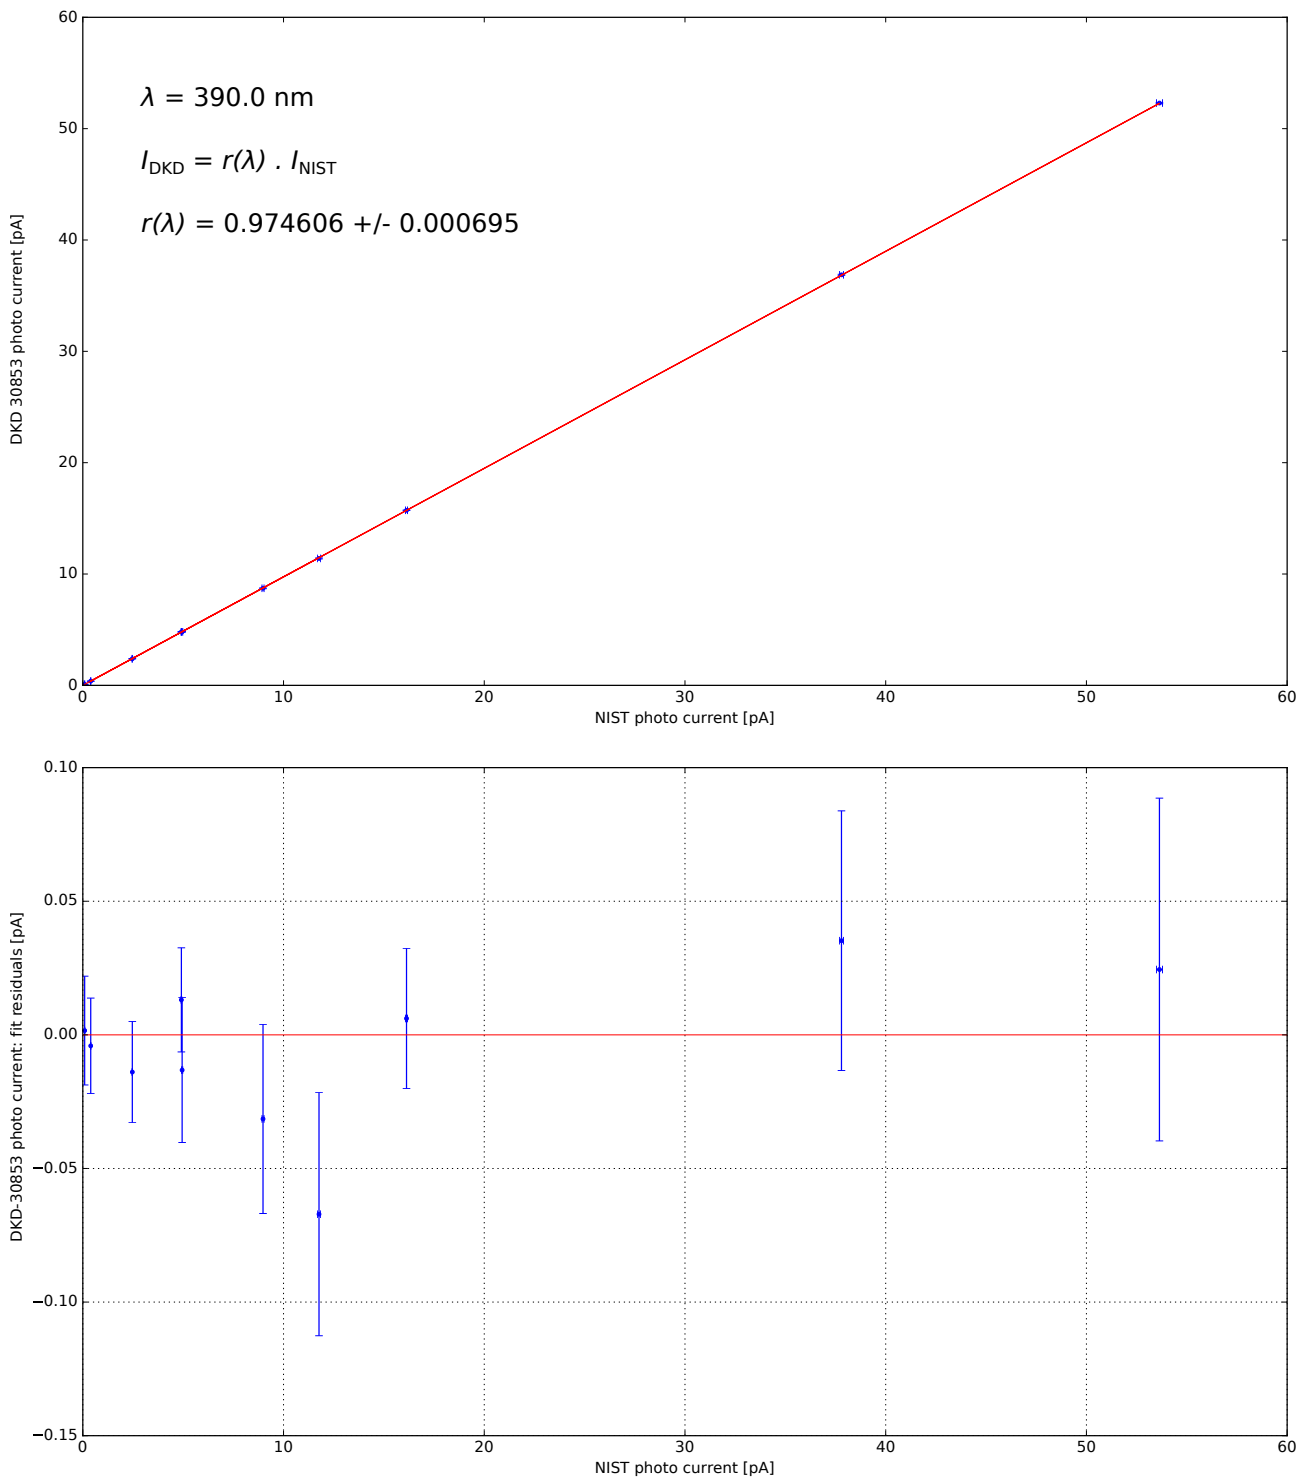 60
50
40
30
20
10
0
λ = 390.0 nm
I_DKD = r(λ) . I_NIST
r(λ) = 0.974606 +/- 0.000695
DKD 30853 photo current [pA]
0 10 20 30 40 50 60
NIST photo current [pA]
0.10
0.05
0.00
−0.05
−0.10
−0.15
DKD-30853 photo current: fit residuals [pA]
0 10 20 30 40 50 60
NIST photo current [pA]